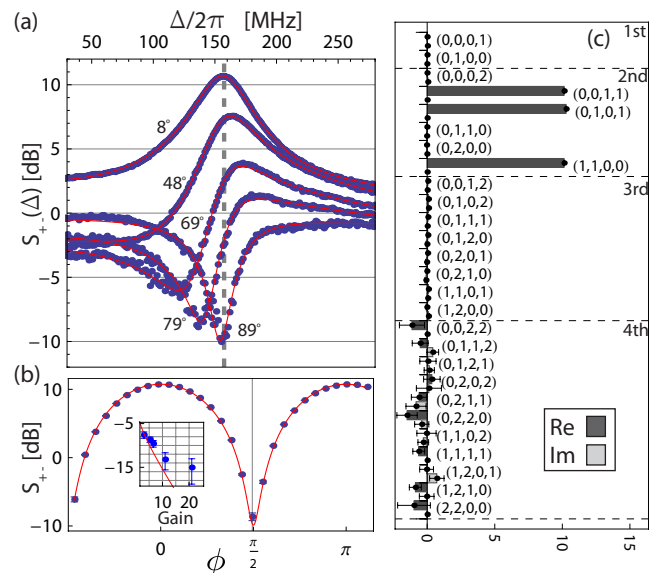 (a)
Δ/2π [MHz]
50 100 150 200 250
S+-(Δ) [dB]
10
5
0
-5
-10
8°
48°
69°
79°
89°
(b)
S+- [dB]
10
0
-10
-5
-15
5 10 20
Gain
0 ϕ π/2 π
(c)
1st
(0,0,0,1)
(0,1,0,0)
(0,0,0,2)
2nd
(0,0,1,1)
(0,1,0,1)
(0,1,1,0)
(0,2,0,0)
(1,1,0,0)
3rd
(0,0,1,2)
(0,1,0,2)
(0,1,1,1)
(0,1,2,0)
(0,2,0,1)
(0,2,1,0)
(1,1,0,1)
(1,2,0,0)
4th
(0,0,2,2)
(0,1,1,2)
(0,1,2,1)
(0,2,0,2)
(0,2,1,1)
(0,2,2,0)
(1,1,0,2)
(1,1,1,1)
(1,2,0,1)
(1,2,1,0)
(2,2,0,0)
Re
Im
0 5 10 15